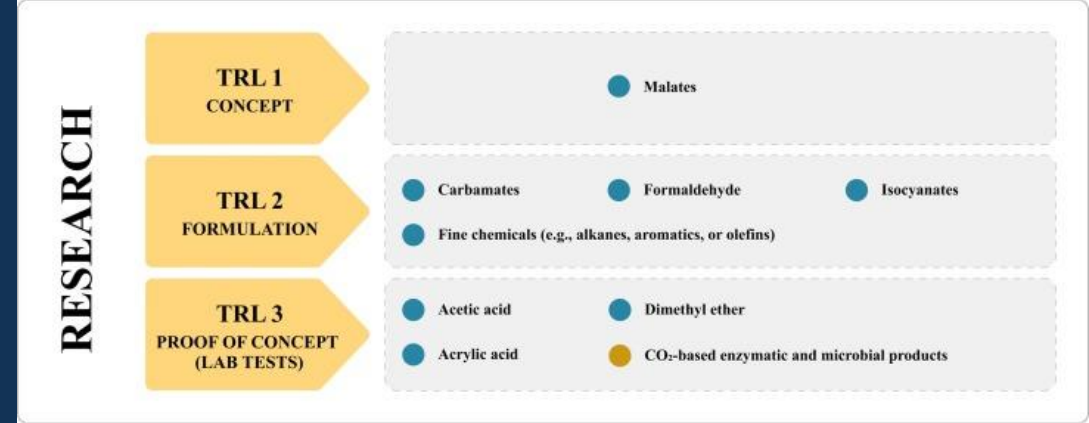 RESEARCH
TRL 1
CONCEPT
Malates
TRL 2
FORMULATION
Carbamates
Formaldehyde
Isocyanates
Fine chemicals (e.g., alkanes, aromatics, or olefins)
TRL 3
PROOF OF CONCEPT
(LAB TESTS)
Acetic acid
Dimethyl ether
Acrylic acid
CO₂-based enzymatic and microbial products